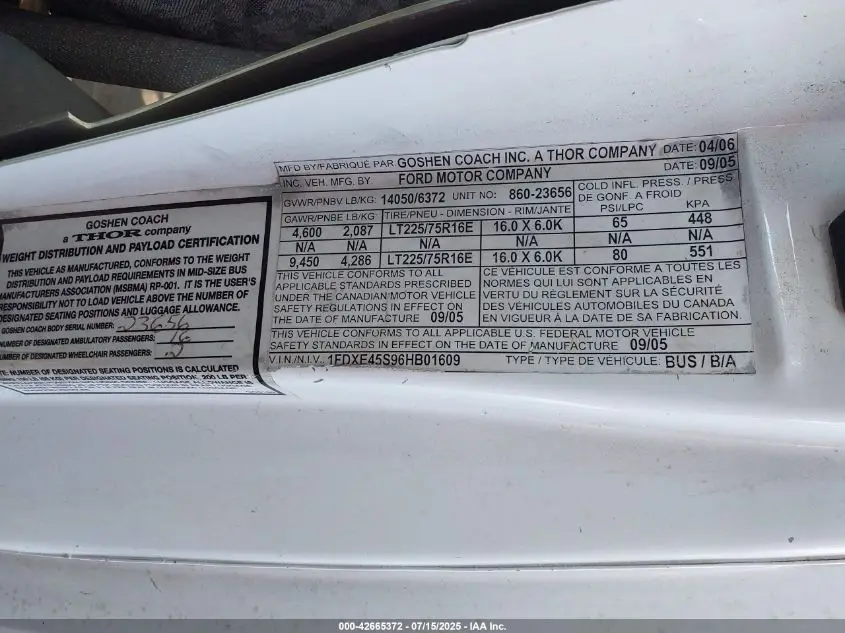 GOSHEN COACH
a THOR company
WEIGHT DISTRIBUTION AND PAYLOAD CERTIFICATION
THIS VEHICLE AS MANUFACTURED, CONFORMS TO THE WEIGHT
DISTRIBUTION AND PAYLOAD REQUIREMENTS IN MID-SIZE BUS
MANUFACTURERS ASSOCIATION (MSBMA) RP-001. IT IS THE USER'S
RESPONSIBILITY NOT TO LOAD VEHICLE ABOVE THE NUMBER OF
DESIGNATED SEATING POSITIONS AND LUGGAGE ALLOWANCE.
GOSHEN COACH BODY SERIAL NUMBER: 23656
NUMBER OF DESIGNATED AMBULATORY PASSENGERS:
NUMBER OF DESIGNATED WHEELCHAIR PASSENGERS:
NUMBER OF DESIGNATED SEATING POSITIONS IS CALCULATED
MFD BY/FABRIQUÉ PAR GOSHEN COACH INC. A THOR COMPANY DATE: 04/06
INC. VEH. MFG. BY FORD MOTOR COMPANY DATE: 09/05
GVWR/PNBV LB/KG: 14050/6372 UNIT NO: 860-23656 COLD INFL. PRESS. / PRESS
DE GONF. A FROID
GAWR/PNBE LB/KG TIRE/PNEU - DIMENSION - RIM/JANTE PSI/LPC KPA
4,600 2,087 LT225/75R16E 16.0 X 6.0K 65 448
N/A N/A N/A N/A N/A N/A
9,450 4,286 LT225/75R16E 16.0 X 6.0K 80 551
THIS VEHICLE CONFORMS TO ALL
APPLICABLE STANDARDS PRESCRIBED
UNDER THE CANADIAN MOTOR VEHICLE
SAFETY REGULATIONS IN EFFECT ON
THE DATE OF MANUFACTURE 09/05
CE VÉHICULE EST CONFORME A TOUTES LES
NORMES QUI LUI SONT APPLICABLES EN
VERTU DU RÉGLEMENT SUR LA SÉCURITÉ
DES VÉHICULES AUTOMOBILES DU CANADA
EN VIGUEUR A LA DATE DE SA FABRICATION.
THIS VEHICLE CONFORMS TO ALL APPLICABLE U.S. FEDERAL MOTOR VEHICLE
SAFETY STANDARDS IN EFFECT ON THE DATE OF MANUFACTURE 09/05
V.I.N./N.I.V. 1FDXE45S96HB01609 TYPE / TYPE DE VÉHICULE: BUS / B/A
000-42665372 - 07/15/2025 - IAA Inc.